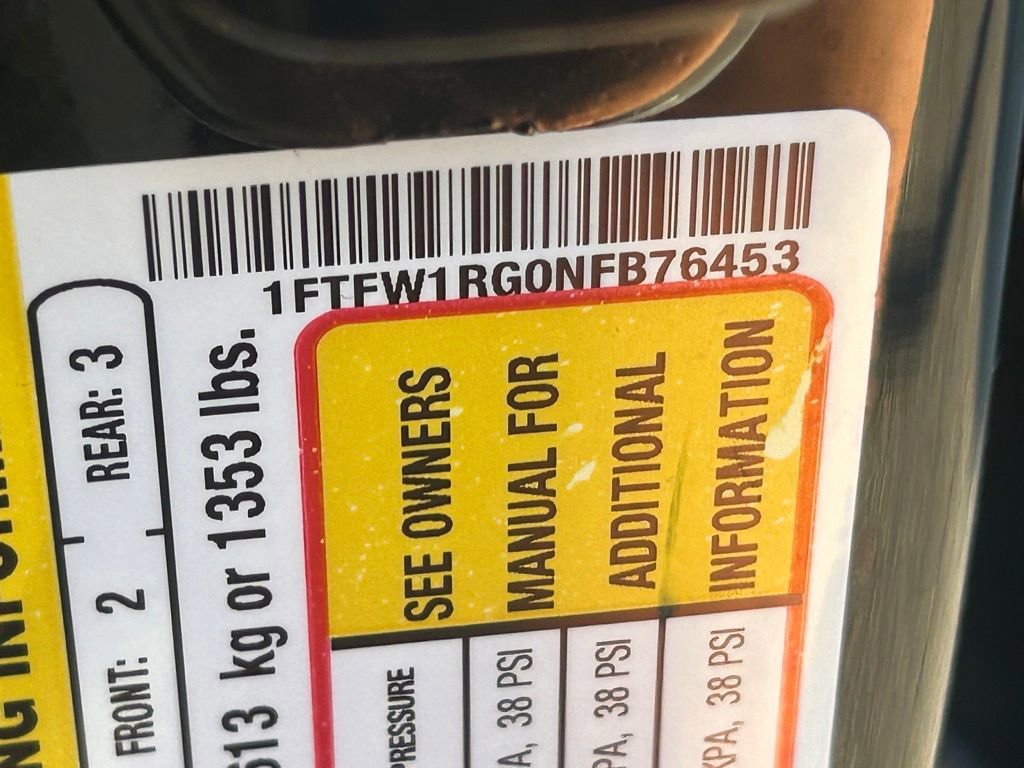 1FTFW1RG0NFB76453
FRONT: 2 REAR: 3
613 kg or 1353 lbs.
SEE OWNERS
MANUAL FOR
ADDITIONAL
INFORMATION
PRESSURE
38 PSI
38 PSI
KPA, 38 PSI